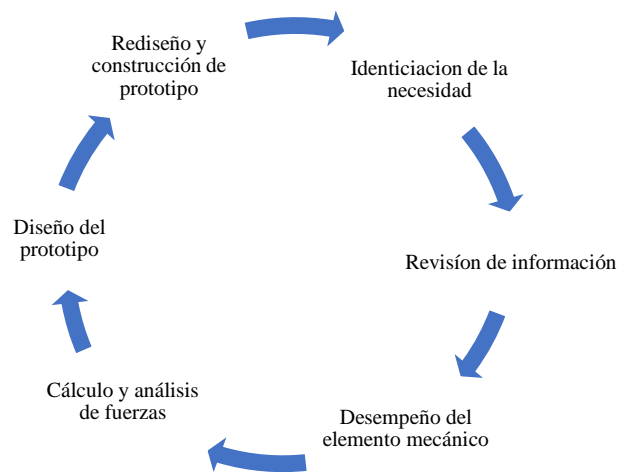 Rediseño y
construcción de
prototipo
Identiciacion de la
necesidad
Revisíon de información
Desempeño del
elemento mecánico
Cálculo y análisis
de fuerzas
Diseño del
prototipo